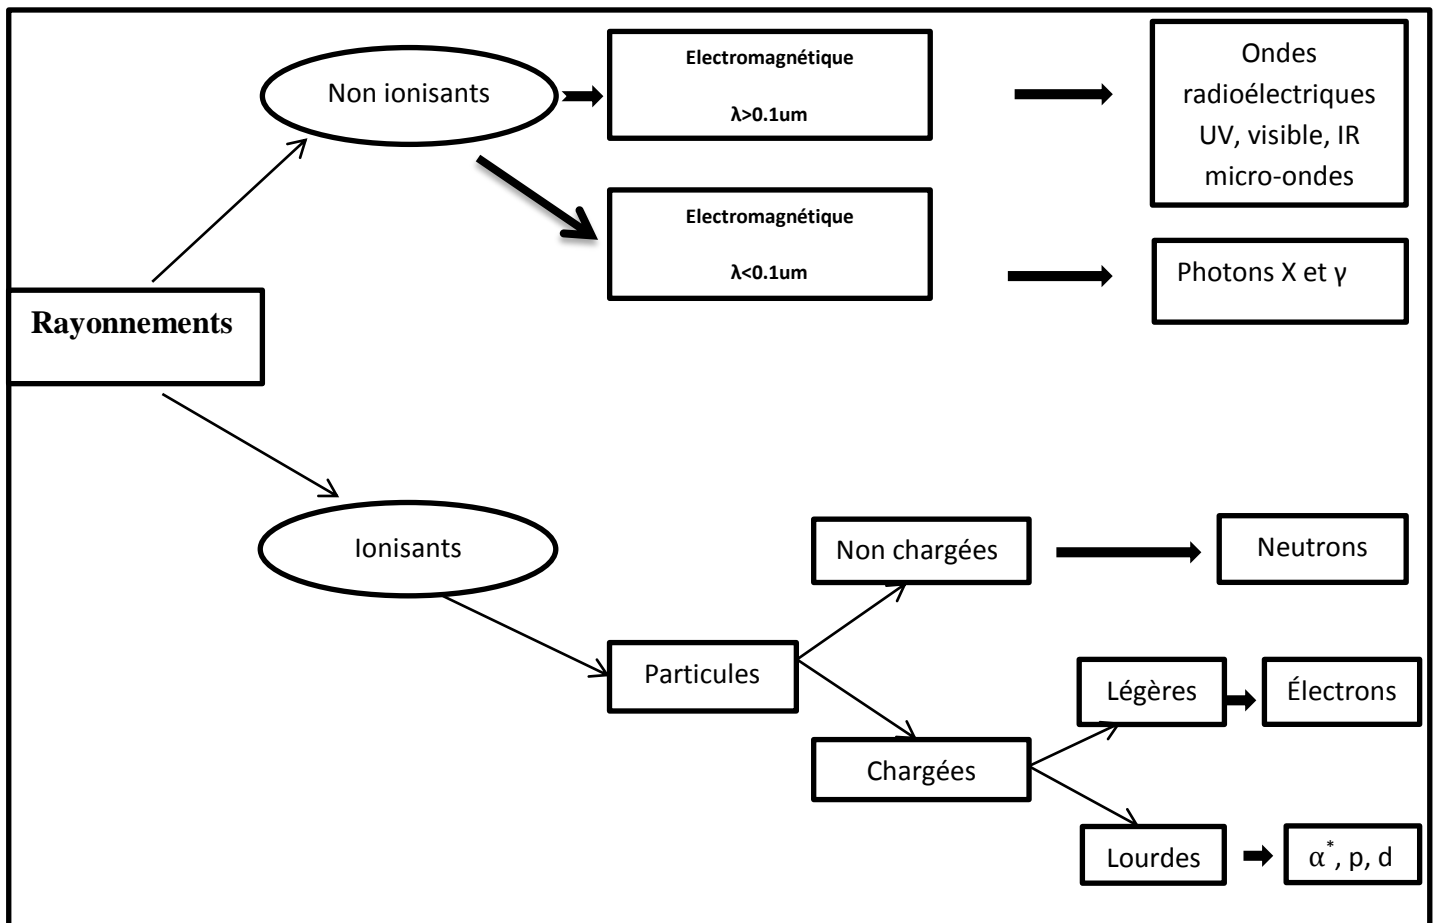 Non ionisants
Electromagnétique
λ>0.1um
Ondes
radioélectriques
UV, visible, IR
micro-ondes
Electromagnétique
λ<0.1um
Photons X et γ
Rayonnements
Ionisants
Non chargées
Neutrons
Particules
Légères
Électrons
Chargées
Lourdes
α*, p, d